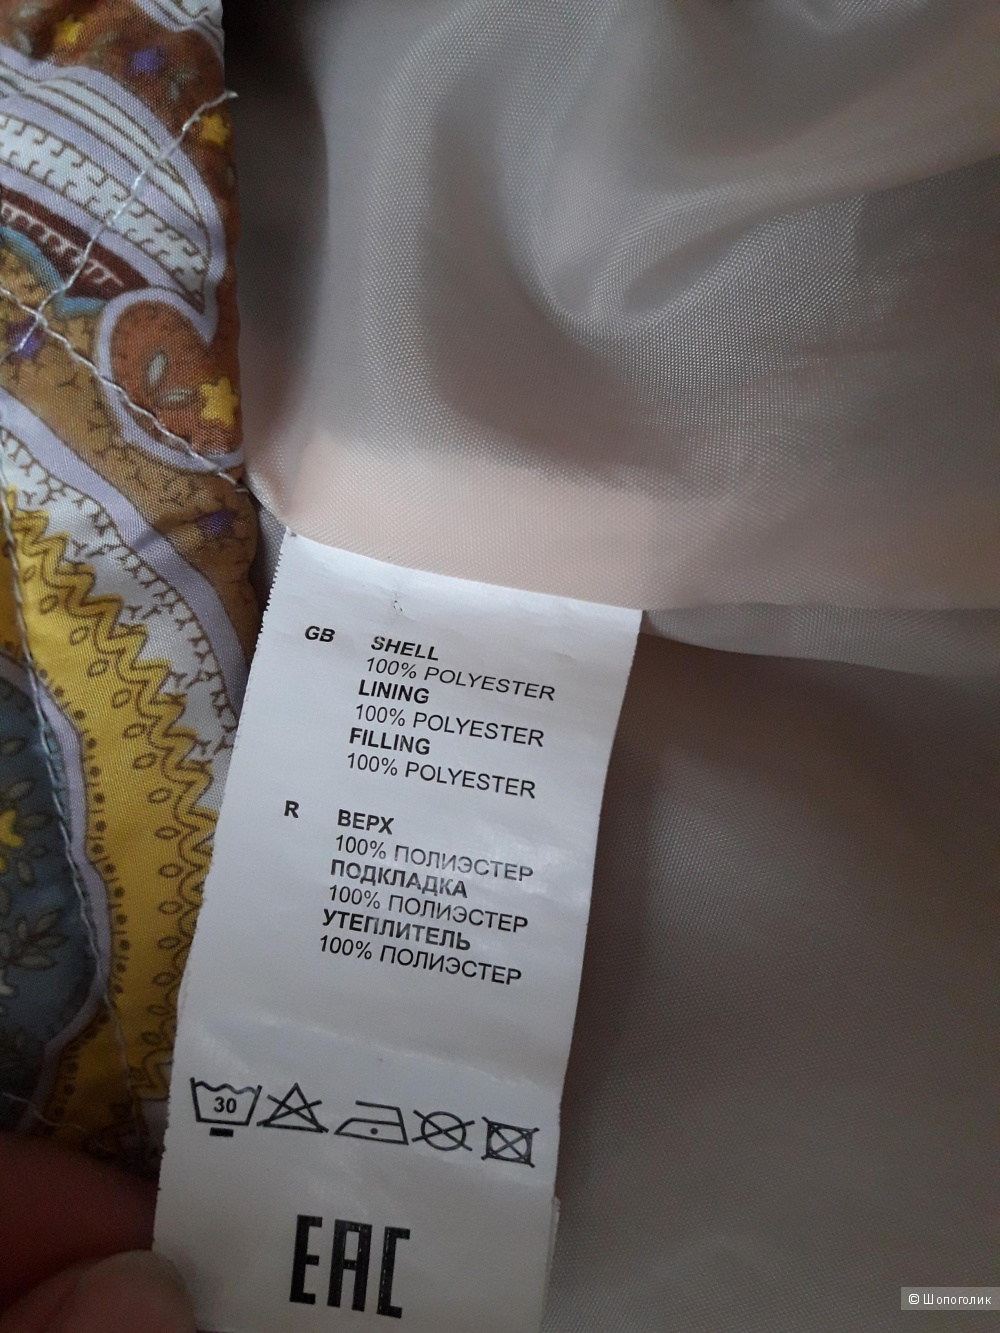 GB SHELL
100% POLYESTER
LINING
100% POLYESTER
FILLING
100% POLYESTER
R ВЕРХ
100% ПОЛИЭСТЕР
ПОДКЛАДКА
100% ПОЛИЭСТЕР
УТЕПЛИТЕЛЬ
100% ПОЛИЭСТЕР
30
EAC
© Шопоголик